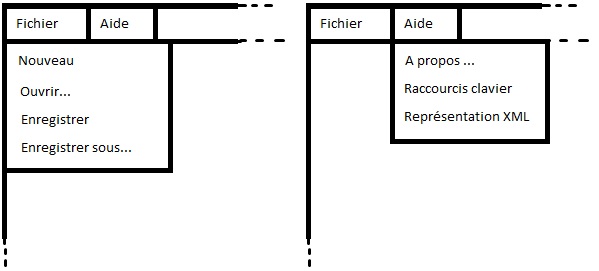 Fichier Aide
Nouveau
Ouvrir...
Enregistrer
Enregistrer sous...
Fichier Aide
A propos ...
Raccourcis clavier
Représentation XML